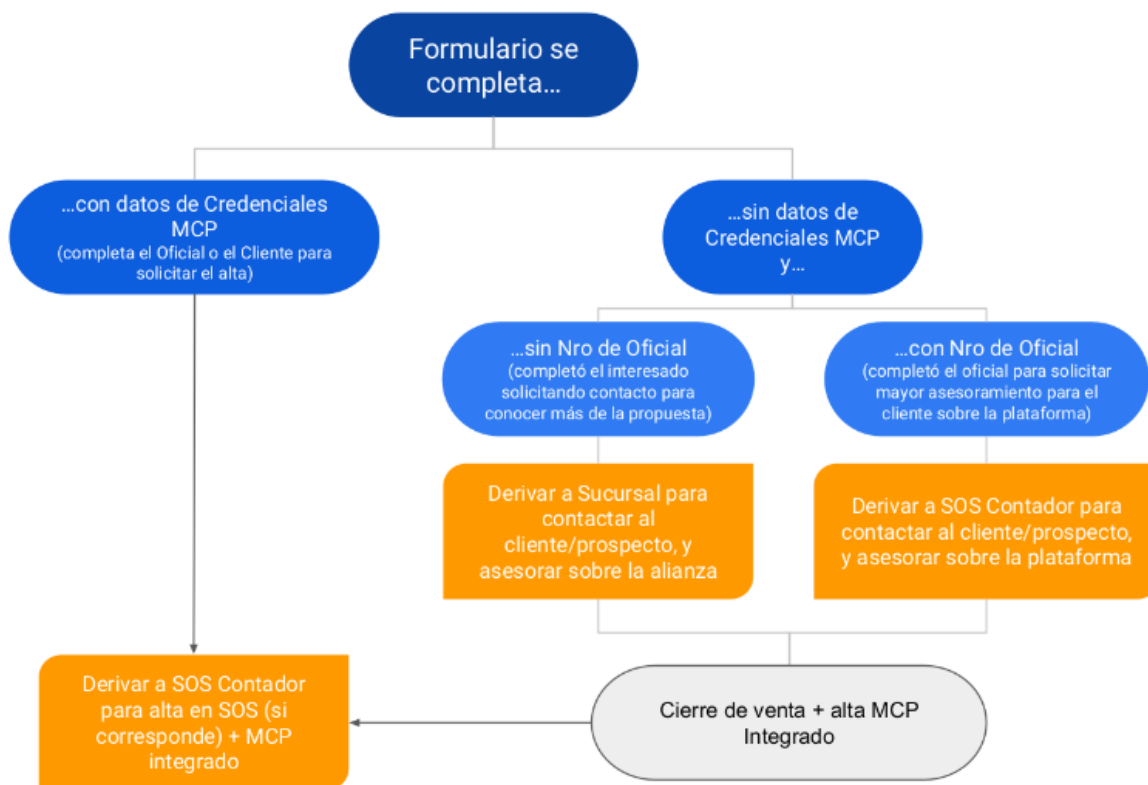 Formulario se
completa…
…con datos de Credenciales
MCP
(completa el Oficial o el Cliente para
solicitar el alta)
…sin datos de
Credenciales MCP
y…
…sin Nro de Oficial
(completó el interesado
solicitando contacto para
conocer más de la propuesta)
…con Nro de Oficial
(completó el oficial para solicitar
mayor asesoramiento para el
cliente sobre la plataforma)
Derivar a Sucursal para
contactar al
cliente/prospecto, y
asesorar sobre la alianza
Derivar a SOS Contador para
contactar al cliente/prospecto,
y asesorar sobre la plataforma
Derivar a SOS Contador
para alta en SOS (si
corresponde) + MCP
integrado
Cierre de venta + alta MCP
Integrado